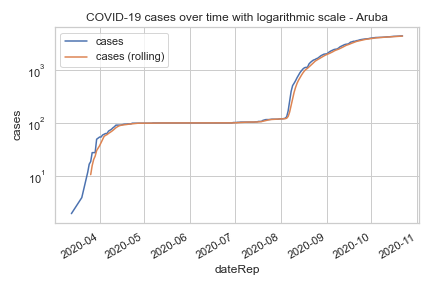 COVID-19 cases over time with logarithmic scale - Aruba
cases
cases (rolling)
10³
10²
10¹
cases
2020-04
2020-05
2020-06
2020-07
2020-08
2020-09
2020-10
2020-11
dateRep